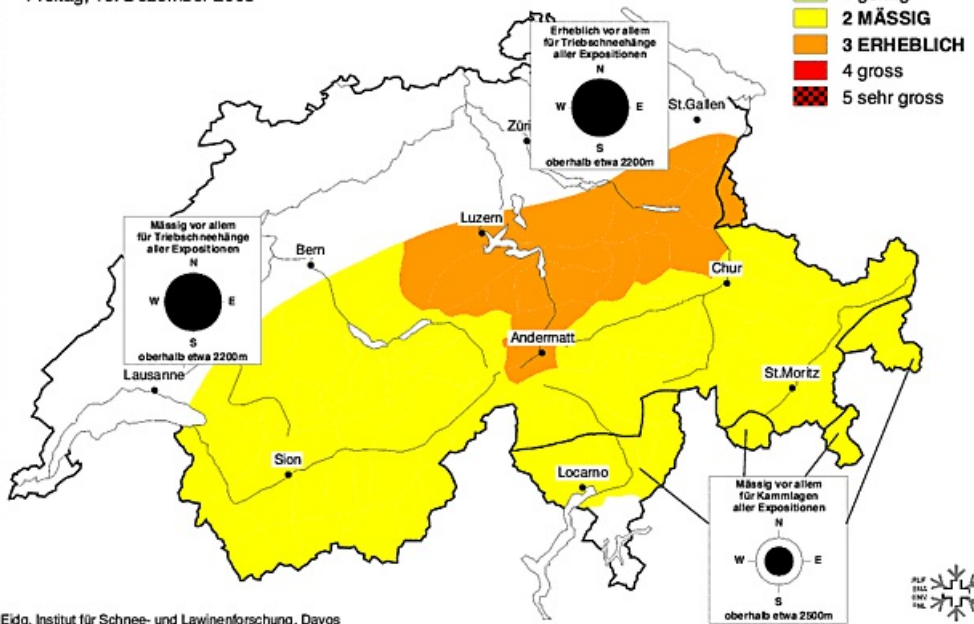 2 MÄSSIG
3 ERHEBLICH
4 gross
5 sehr gross
Erheblich vor allem
für Triebschneehänge
aller Expositionen
N
W E
S
oberhalb etwa 2200m
St.Gallen
Luzern
Mässig vor allem
für Triebschneehänge
aller Expositionen
N
W E
S
oberhalb etwa 2200m
Bern
Chur
Andermatt
Lausanne
St.Moritz
Sion
Locarno
Mässig vor allem
für Kammlagen
aller Expositionen
N
W E
S
oberhalb etwa 2500m
SLF
Eidg. Institut für Schnee- und Lawinenforschung, Davos